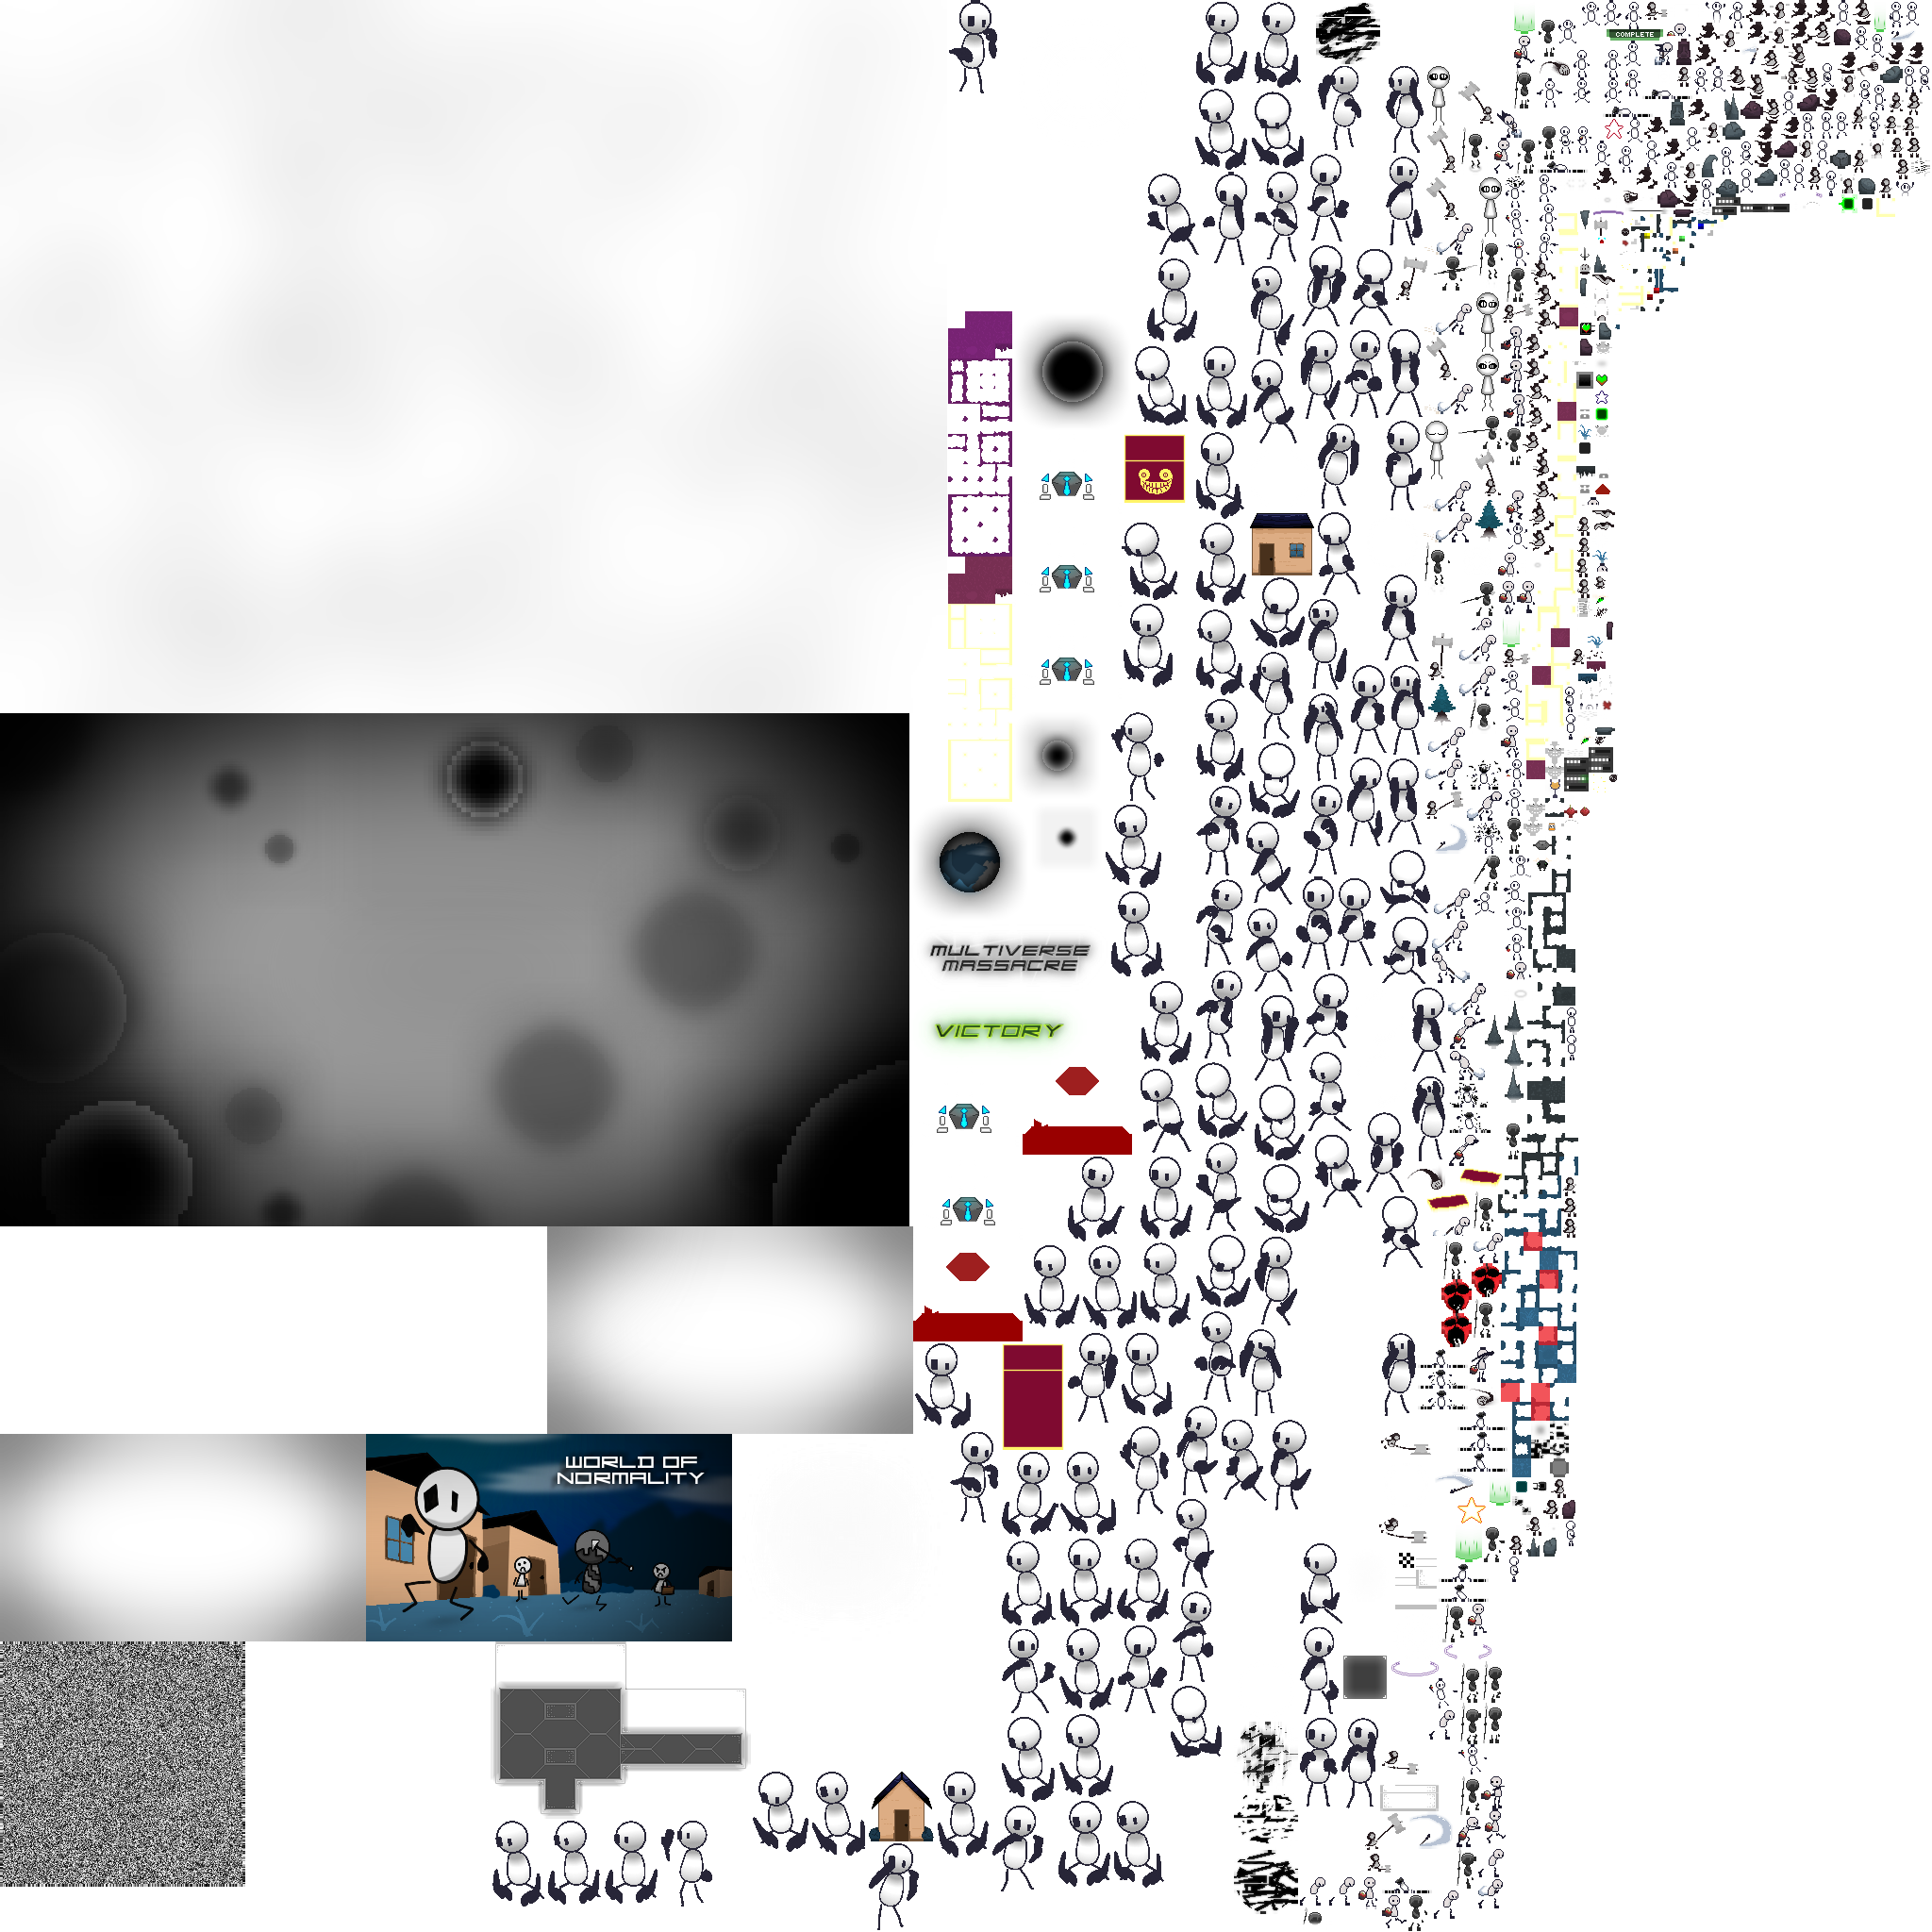 COMPLETE
MULTIVERSE
MASSACRE
VICTORY
WORLD OF
NORMALITY